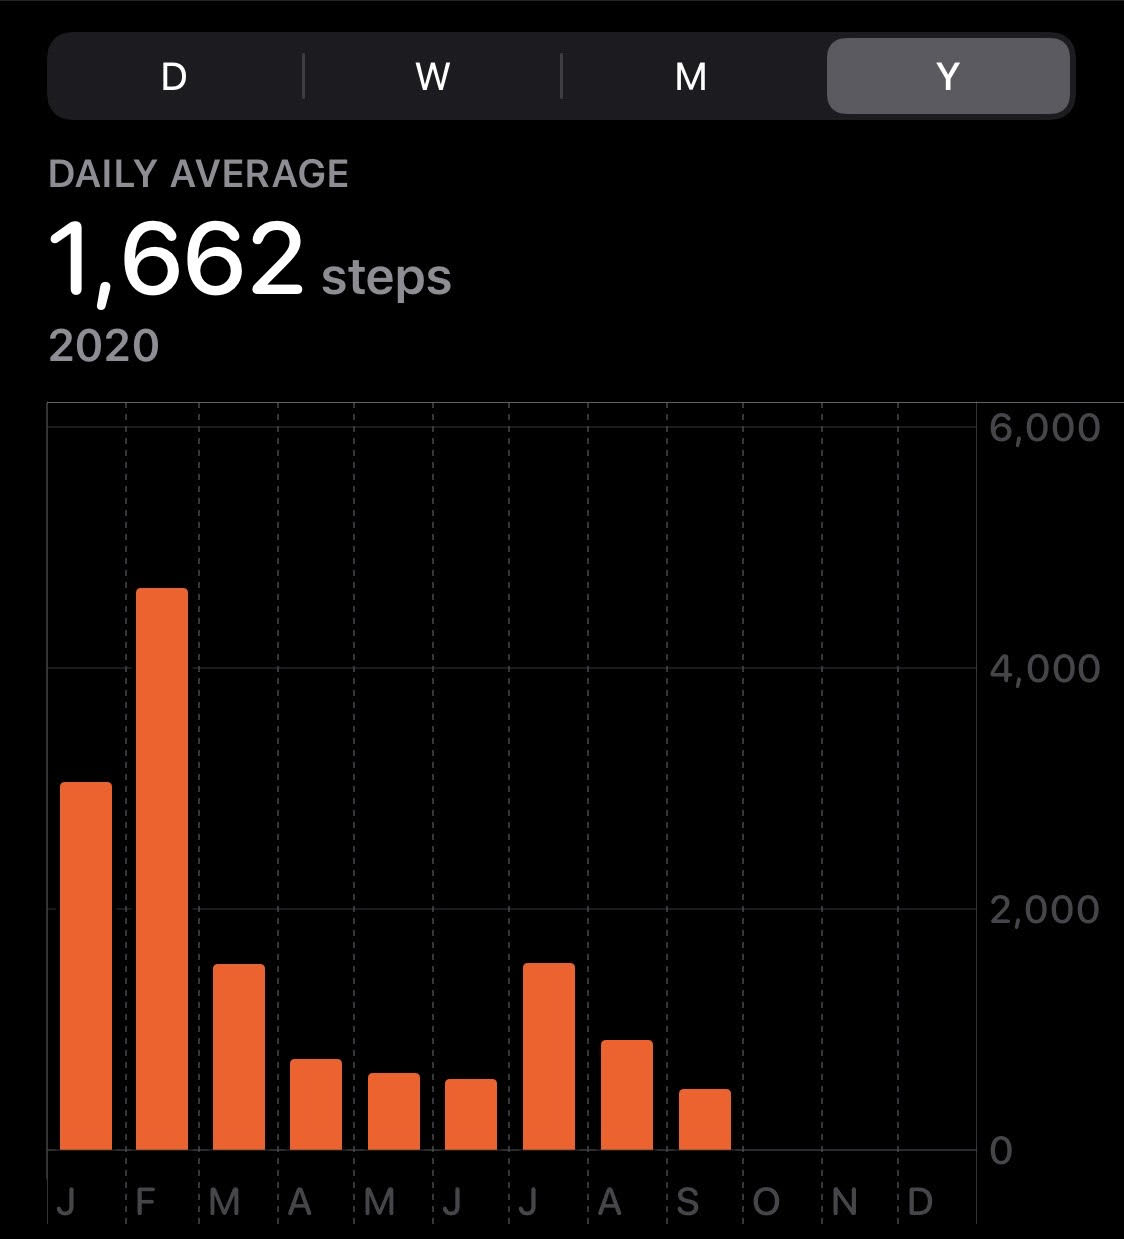 D W M Y
DAILY AVERAGE
1,662 steps
2020
6,000
4,000
2,000
0
J F M A M J J A S O N D